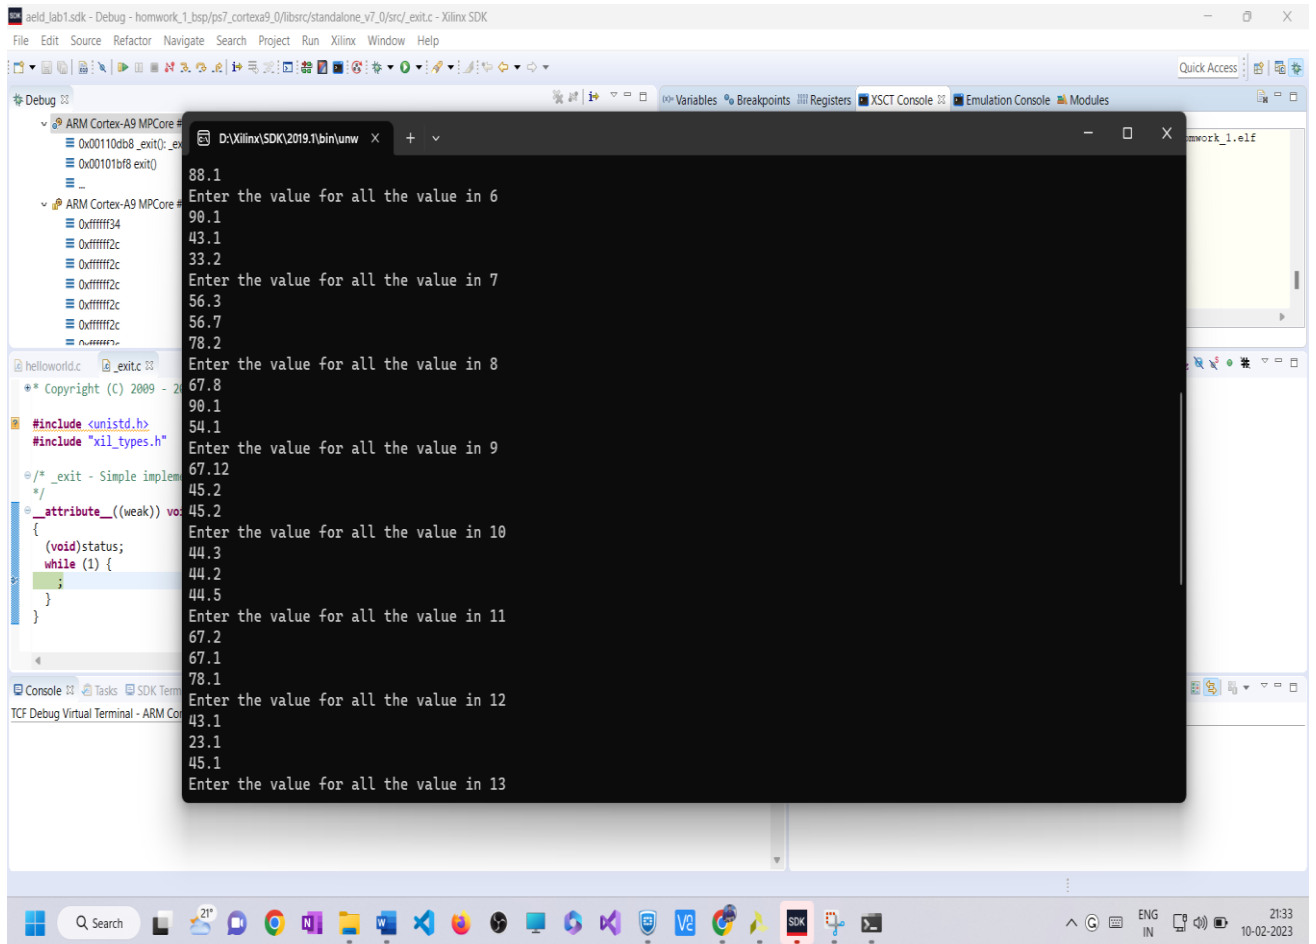 aeld_lab1.sdk - Debug - homwork_1_bsp/ps7_cortexa9_0/libsrc/standalone_v7_0/src/_exit.c - Xilinx SDK
File Edit Source Refactor Navigate Search Project Run Xilinx Window Help
Quick Access
Debug
(x)= Variables Breakpoints Registers XSCT Console Emulation Console Modules
ARM Cortex-A9 MPCore #
0x00110db8 _exit(): _ex
0x00101bf8 exit()
...
ARM Cortex-A9 MPCore #
0xffffff34
0xffffff2c
0xffffff2c
0xffffff2c
0xffffff2c
0xffffff2c
0xffffff2c
omwork_1.elf
D:\Xilinx\SDK\2019.1\bin\unw
88.1
Enter the value for all the value in 6
90.1
43.1
33.2
Enter the value for all the value in 7
56.3
56.7
78.2
Enter the value for all the value in 8
67.8
90.1
54.1
Enter the value for all the value in 9
67.12
45.2
45.2
Enter the value for all the value in 10
44.3
44.2
44.5
Enter the value for all the value in 11
67.2
67.1
78.1
Enter the value for all the value in 12
43.1
23.1
45.1
Enter the value for all the value in 13
helloworld.c _exit.c
* Copyright (C) 2009 - 20
#include <unistd.h>
#include "xil_types.h"
/* _exit - Simple impleme
*/
__attribute__((weak)) voi
{
(void)status;
while (1) {
;
}
}
Console Tasks SDK Term
TCF Debug Virtual Terminal - ARM Cor
Search
21°
SDK
ENG
IN
21:33
10-02-2023